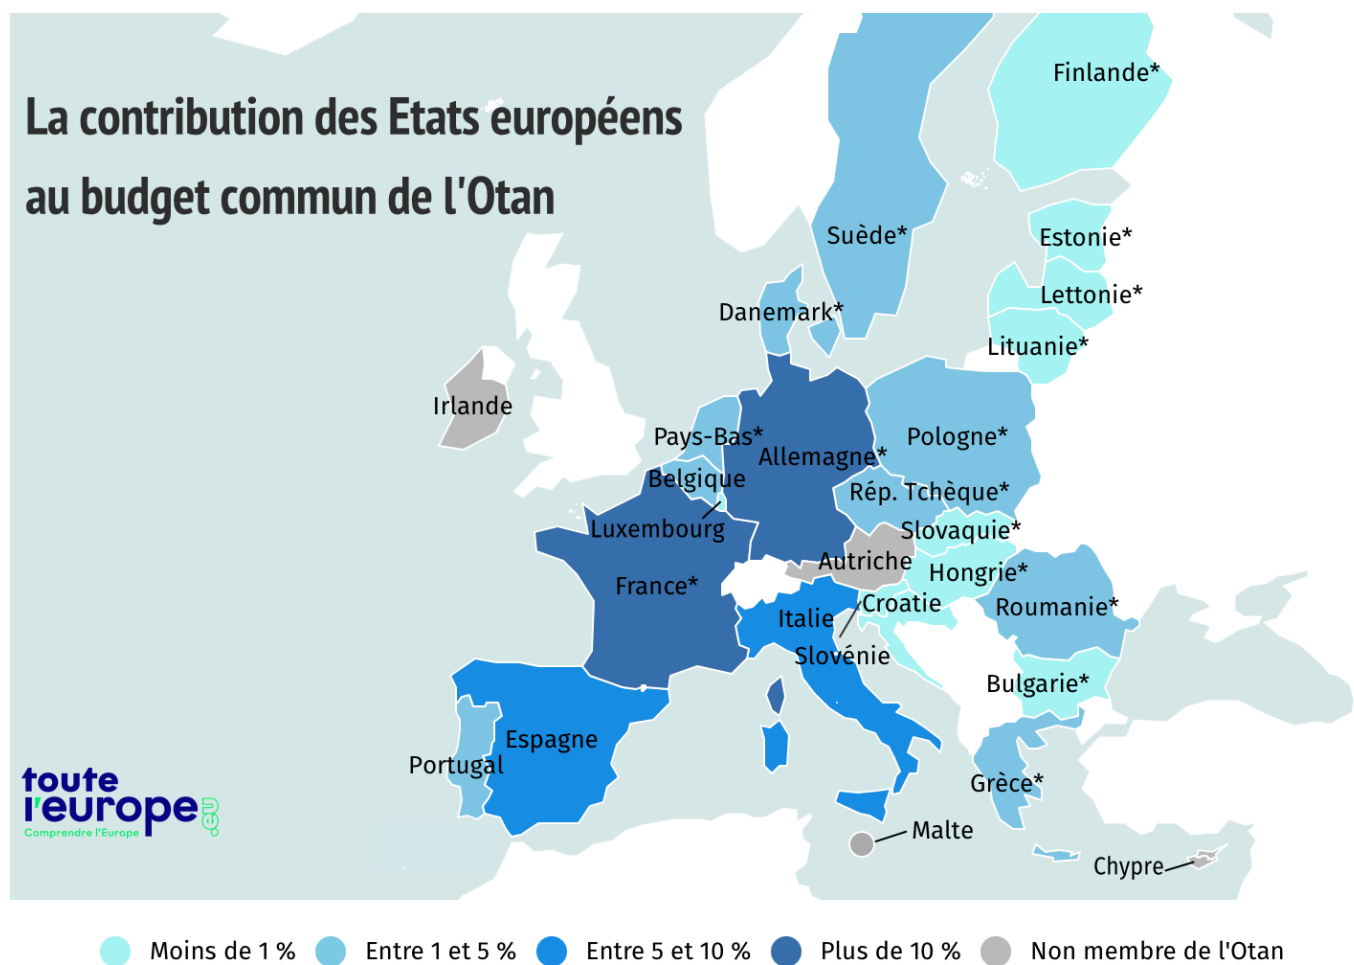 La contribution des Etats européens
au budget commun de l'Otan
Finlande*
Suède*
Estonie*
Lettonie*
Danemark*
Lituanie*
Irlande
Pays-Bas*
Allemagne*
Pologne*
Belgique
Rép. Tchèque*
Luxembourg
Slovaquie*
Autriche
Hongrie*
France*
Croatie
Roumanie*
Italie
Slovénie
Bulgarie*
Espagne
Portugal
Grèce*
toute
l'europe.eu
Comprendre l'Europe
Malte
Chypre
Moins de 1 %
Entre 1 et 5 %
Entre 5 et 10 %
Plus de 10 %
Non membre de l'Otan